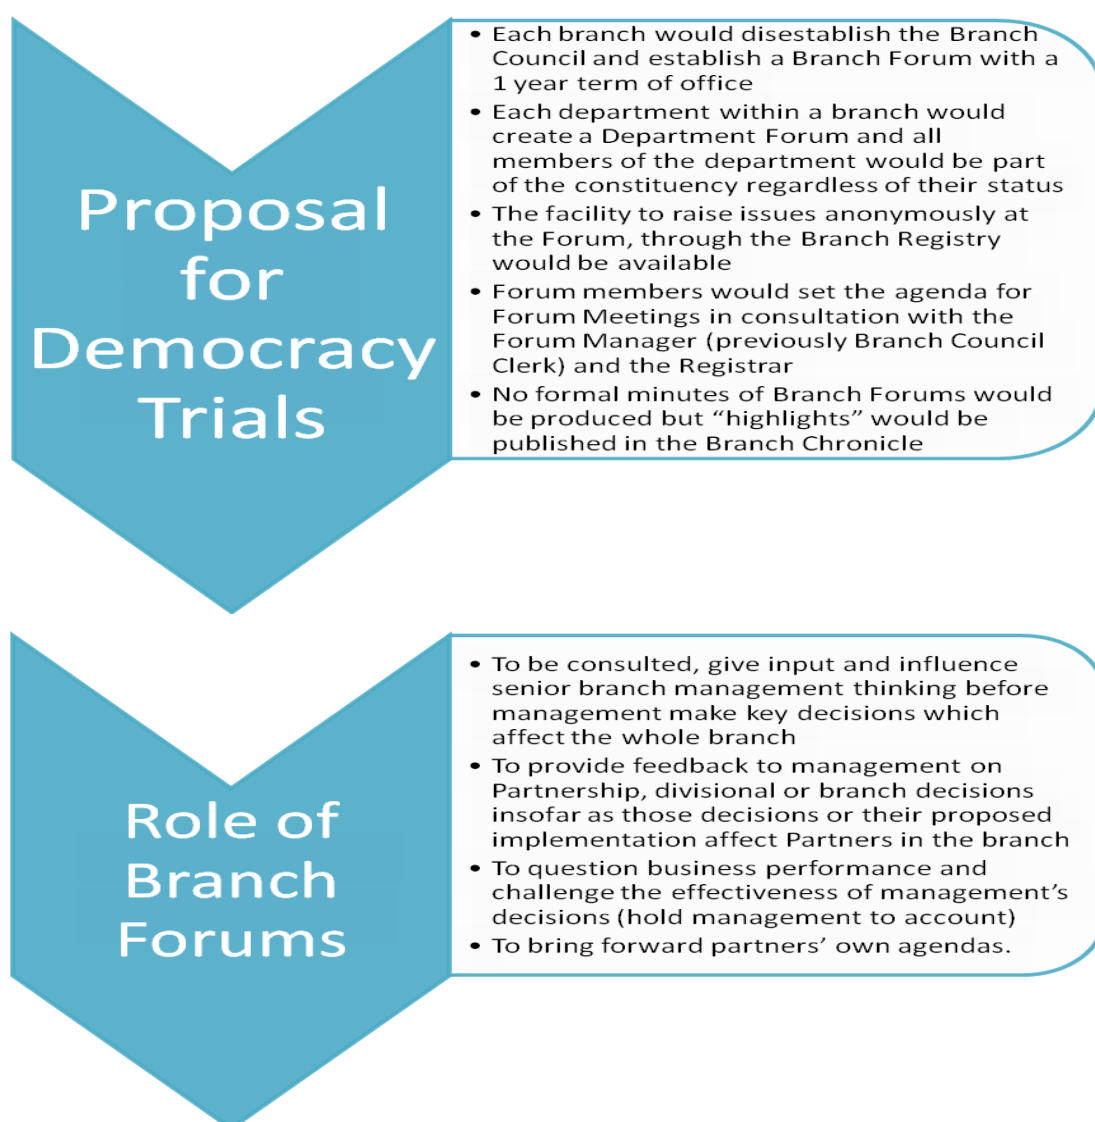 Proposal
for
Democracy
Trials
• Each branch would disestablish the Branch
Council and establish a Branch Forum with a
1 year term of office
• Each department within a branch would
create a Department Forum and all
members of the department would be part
of the constituency regardless of their status
• The facility to raise issues anonymously at
the Forum, through the Branch Registry
would be available
• Forum members would set the agenda for
Forum Meetings in consultation with the
Forum Manager (previously Branch Council
Clerk) and the Registrar
• No formal minutes of Branch Forums would
be produced but “highlights” would be
published in the Branch Chronicle
Role of
Branch
Forums
• To be consulted, give input and influence
senior branch management thinking before
management make key decisions which
affect the whole branch
• To provide feedback to management on
Partnership, divisional or branch decisions
insofar as those decisions or their proposed
implementation affect Partners in the branch
• To question business performance and
challenge the effectiveness of management’s
decisions (hold management to account)
• To bring forward partners’ own agendas.